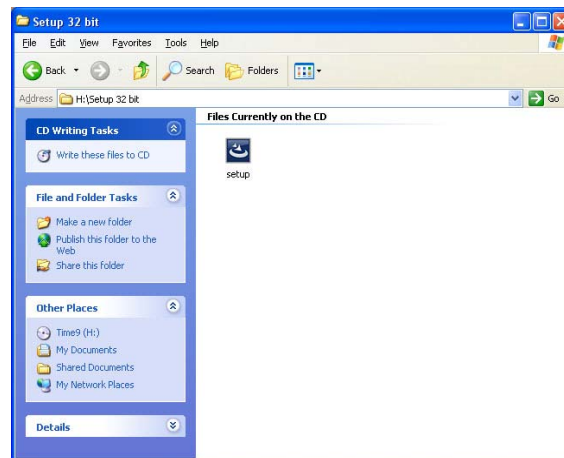 Setup 32 bit
File Edit View Favorites Tools Help
Back Search Folders
Address H:\Setup 32 bit Go
Files Currently on the CD
CD Writing Tasks
Write these files to CD
setup
File and Folder Tasks
Make a new folder
Publish this folder to the
Web
Share this folder
Other Places
Time9 (H:)
My Documents
Shared Documents
My Network Places
Details